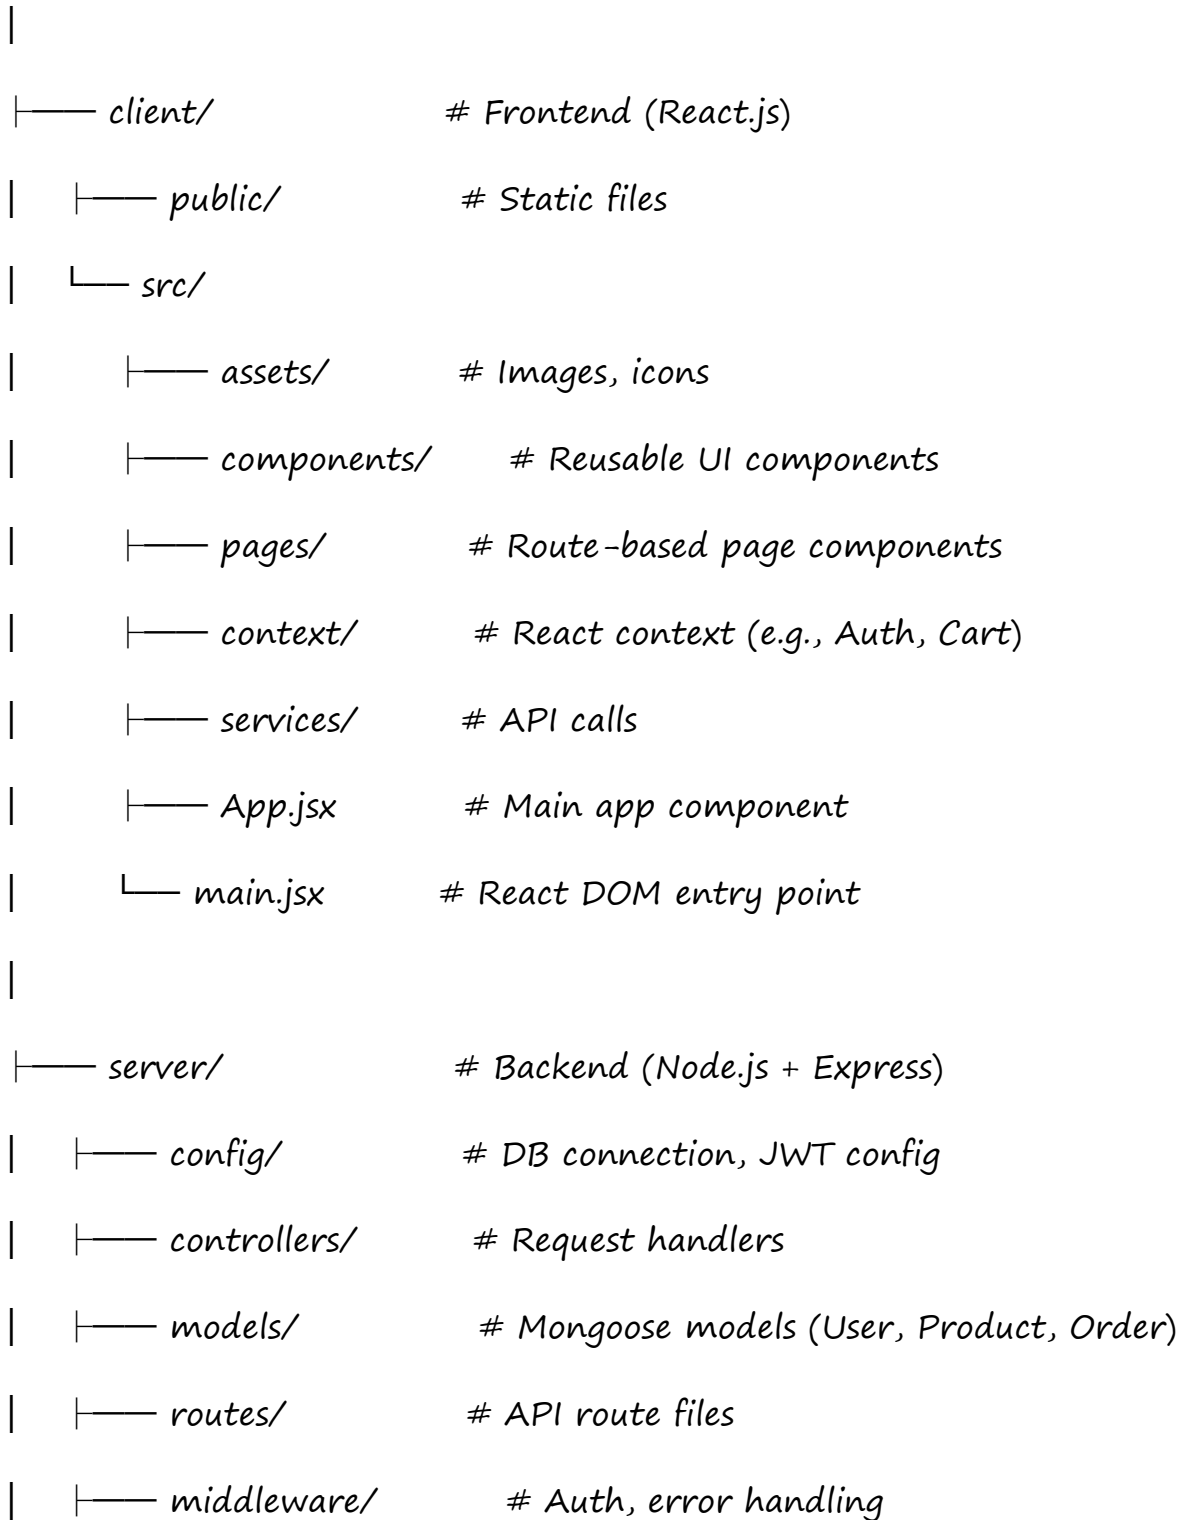 │
├── client/ # Frontend (React.js)
│ ├── public/ # Static files
│ └── src/
│ ├── assets/ # Images, icons
│ ├── components/ # Reusable UI components
│ ├── pages/ # Route-based page components
│ ├── context/ # React context (e.g., Auth, Cart)
│ ├── services/ # API calls
│ ├── App.jsx # Main app component
│ └── main.jsx # React DOM entry point
│
├── server/ # Backend (Node.js + Express)
│ ├── config/ # DB connection, JWT config
│ ├── controllers/ # Request handlers
│ ├── models/ # Mongoose models (User, Product, Order)
│ ├── routes/ # API route files
│ ├── middleware/ # Auth, error handling